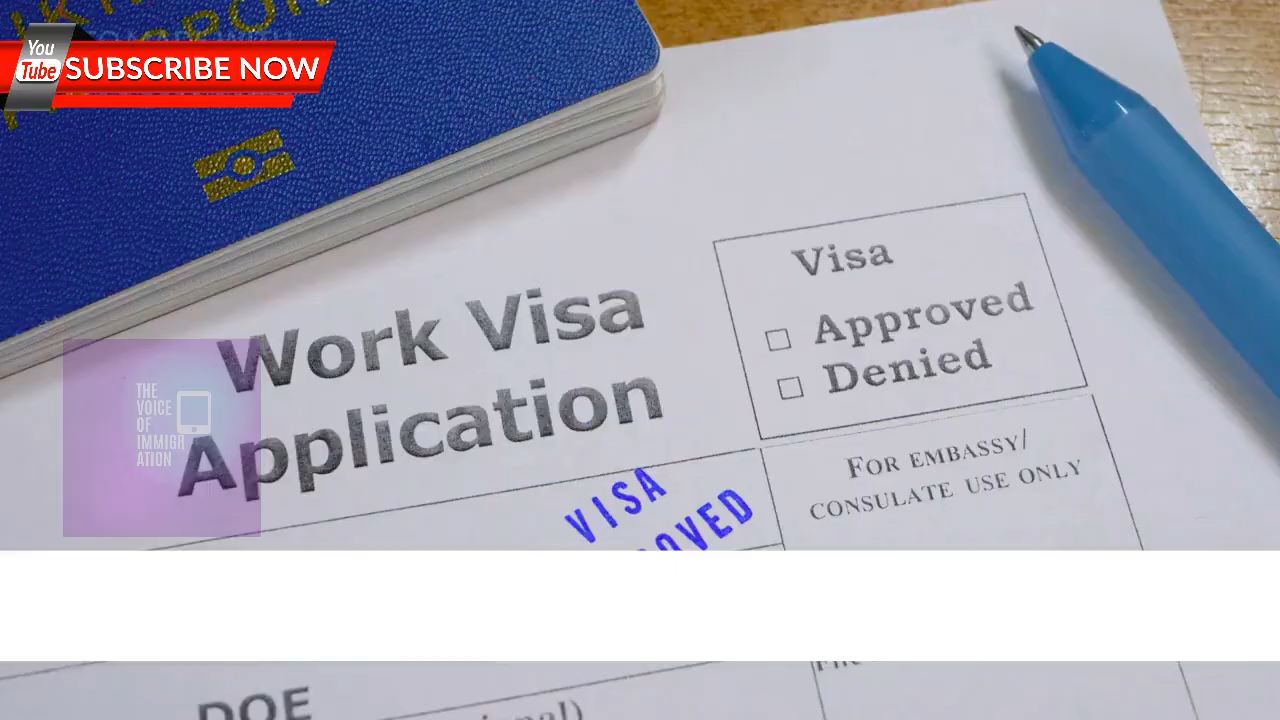 You
Tube
SUBSCRIBE NOW
THE
VOICE
OF
IMMIGR
ATION
Work Visa
Application
Visa
Approved
Denied
FOR EMBASSY/
CONSULATE USE ONLY
VISA
OVED
DOE